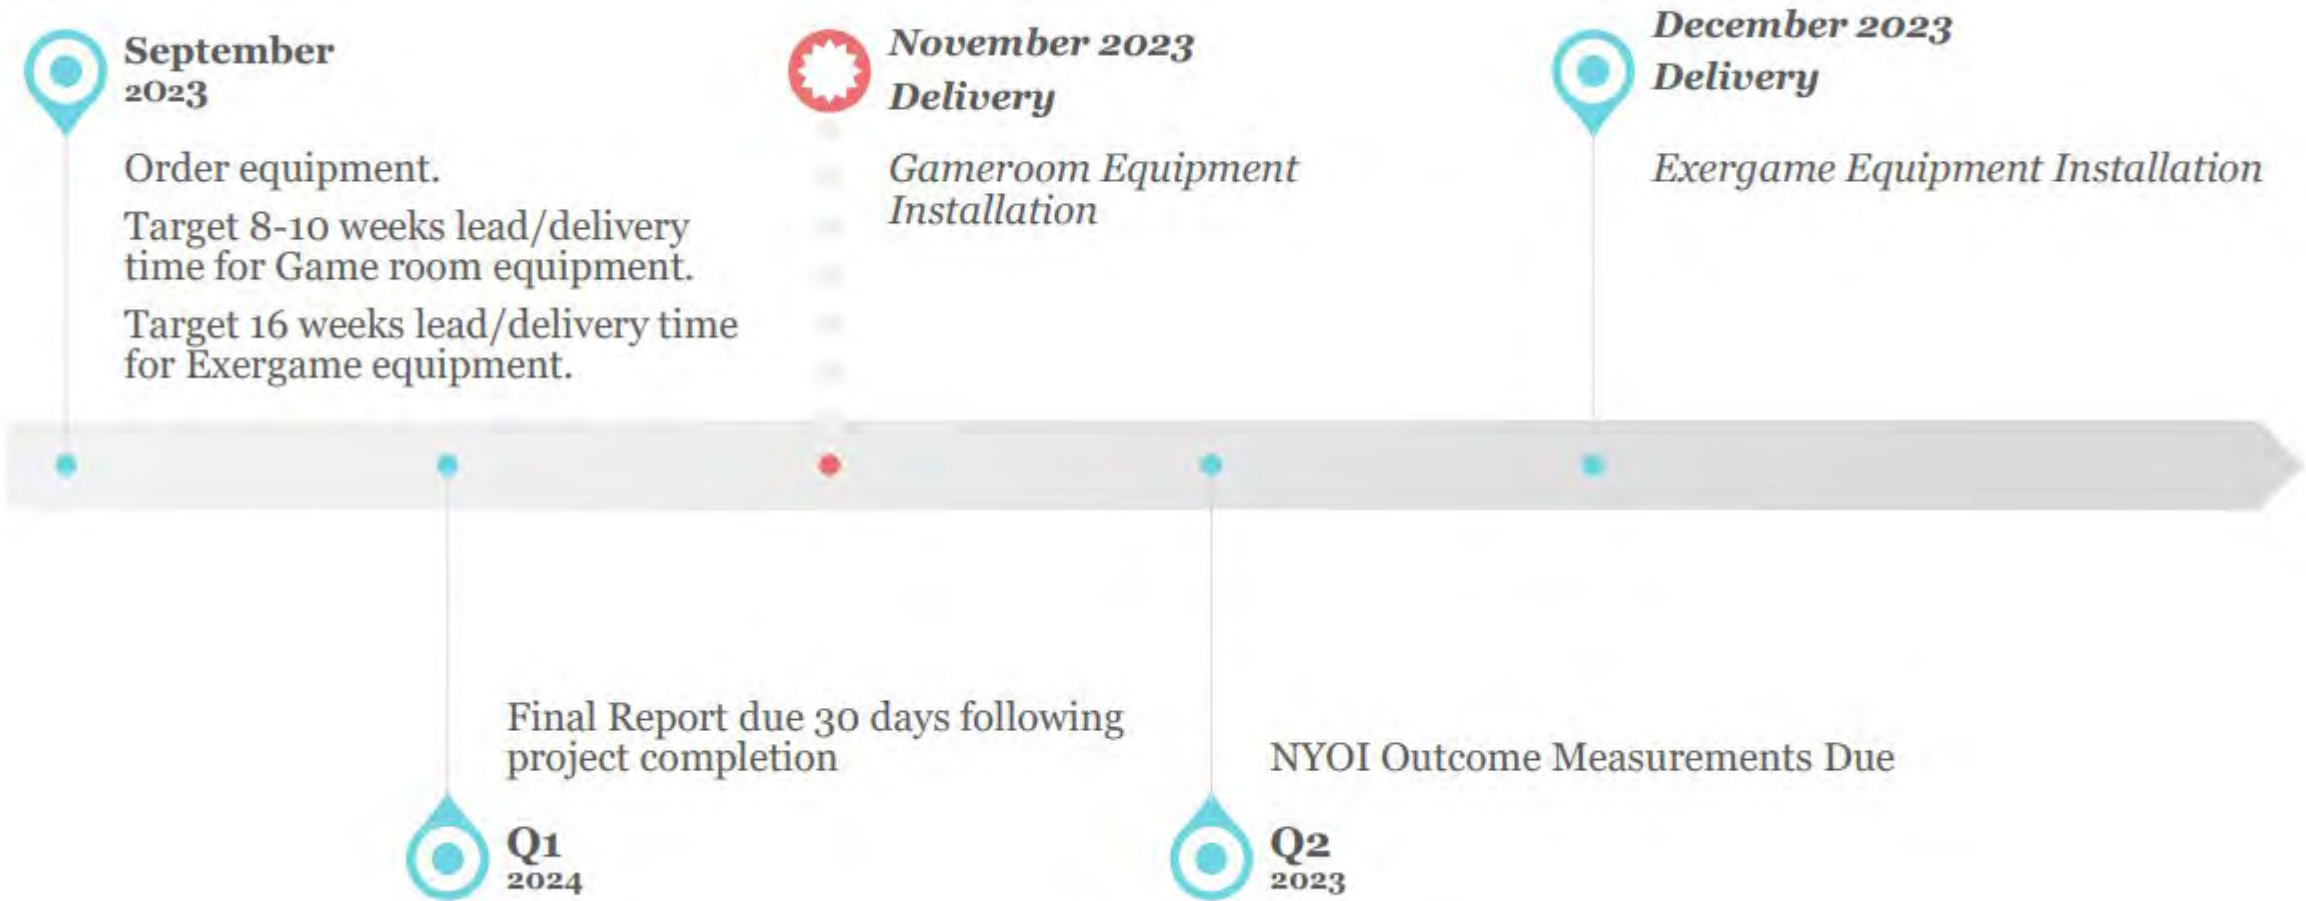 September
2023
Order equipment.
Target 8-10 weeks lead/delivery
time for Game room equipment.
Target 16 weeks lead/delivery time
for Exergame equipment.
November 2023
Delivery
Gameroom Equipment
Installation
December 2023
Delivery
Exergame Equipment Installation
Final Report due 30 days following
project completion
Q1
2024
NYOI Outcome Measurements Due
Q2
2023